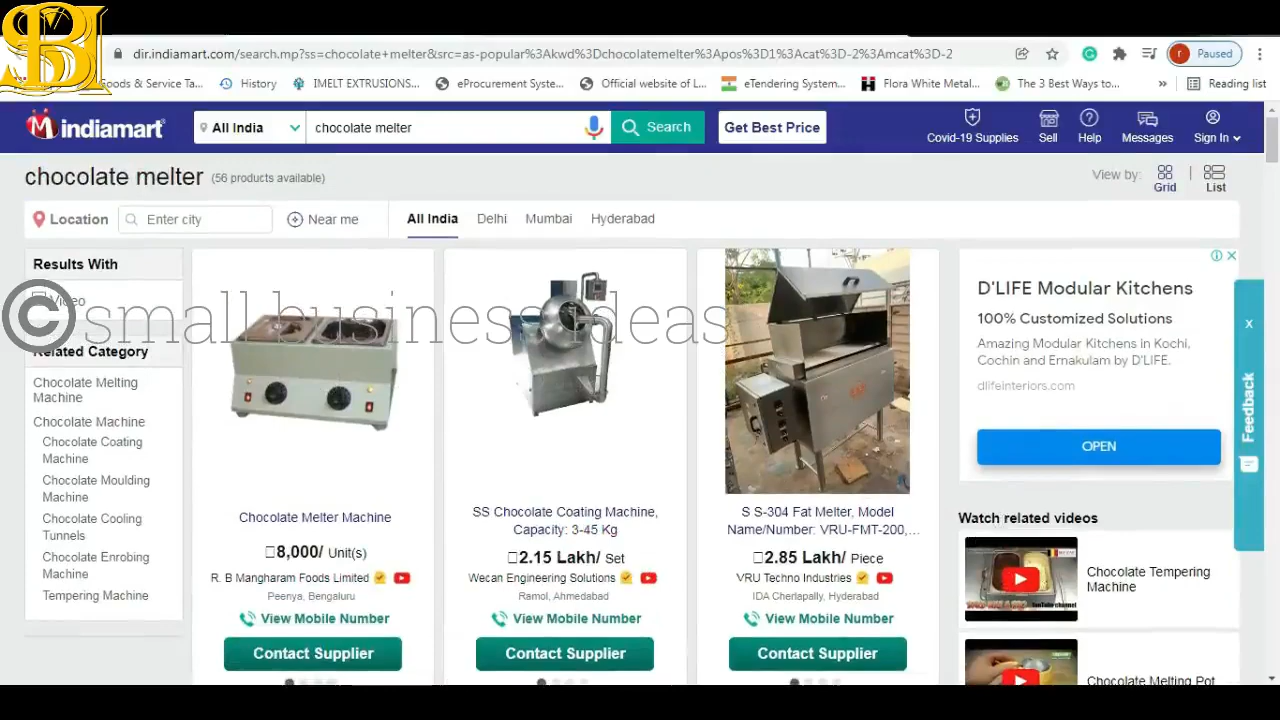 SBI
dir.indiamart.com/search.mp?ss=chocolate+melter&src=as-popular%3Akwd%3Dchocolatemelter%3Apos%3D1%3Acat%3D-2%3Amcat%3D-2
r Paused
Goods & Service Ta...
History
IMELT EXTRUSIONS...
eProcurement Syste...
Official website of I...
eTendering System...
Flora White Metal...
The 3 Best Ways to...
»
Reading list
indiamart
All India
chocolate melter
Search
Get Best Price
Covid-19 Supplies
Sell
Help
Messages
Sign In
chocolate melter (56 products available)
View by:
Grid
List
Location
Enter city
Near me
All India
Delhi
Mumbai
Hyderabad
Results With
Video
© small business ideas
Related Category
Chocolate Melting
Machine
Chocolate Machine
Chocolate Coating
Machine
Chocolate Moulding
Machine
Chocolate Cooling
Tunnels
Chocolate Enrobing
Machine
Tempering Machine
Chocolate Melter Machine
8,000/ Unit(s)
R. B Mangharam Foods Limited
Peenya, Bengaluru
View Mobile Number
Contact Supplier
SS Chocolate Coating Machine,
Capacity: 3-45 Kg
2.15 Lakh/ Set
Wecan Engineering Solutions
Ramol, Ahmedabad
View Mobile Number
Contact Supplier
S S-304 Fat Melter, Model
Name/Number: VRU-FMT-200,...
2.85 Lakh/ Piece
VRU Techno Industries
IDA Cherlapally, Hyderabad
View Mobile Number
Contact Supplier
D'LIFE Modular Kitchens
100% Customized Solutions
Amazing Modular Kitchens in Kochi,
Cochin and Ernakulam by D'LIFE.
dlifeinteriors.com
OPEN
x
Feedback
Watch related videos
Chocolate Tempering
Machine
Chocolate Melting Pot